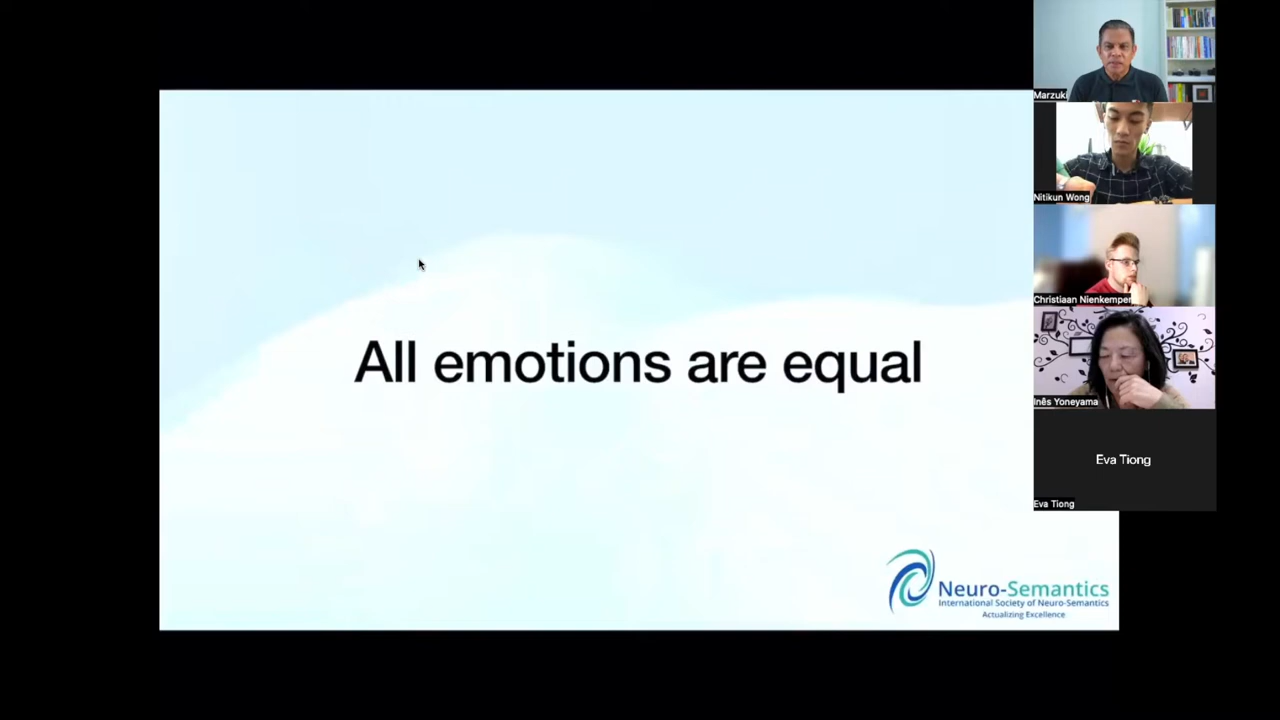 All emotions are equal
Neuro-Semantics
International Society of Neuro-Semantics
Actualizing Excellence
Marzuki
Nitikun Wong
Christiaan Nienkemper
Inês Yoneyama
Eva Tiong
Eva Tiong